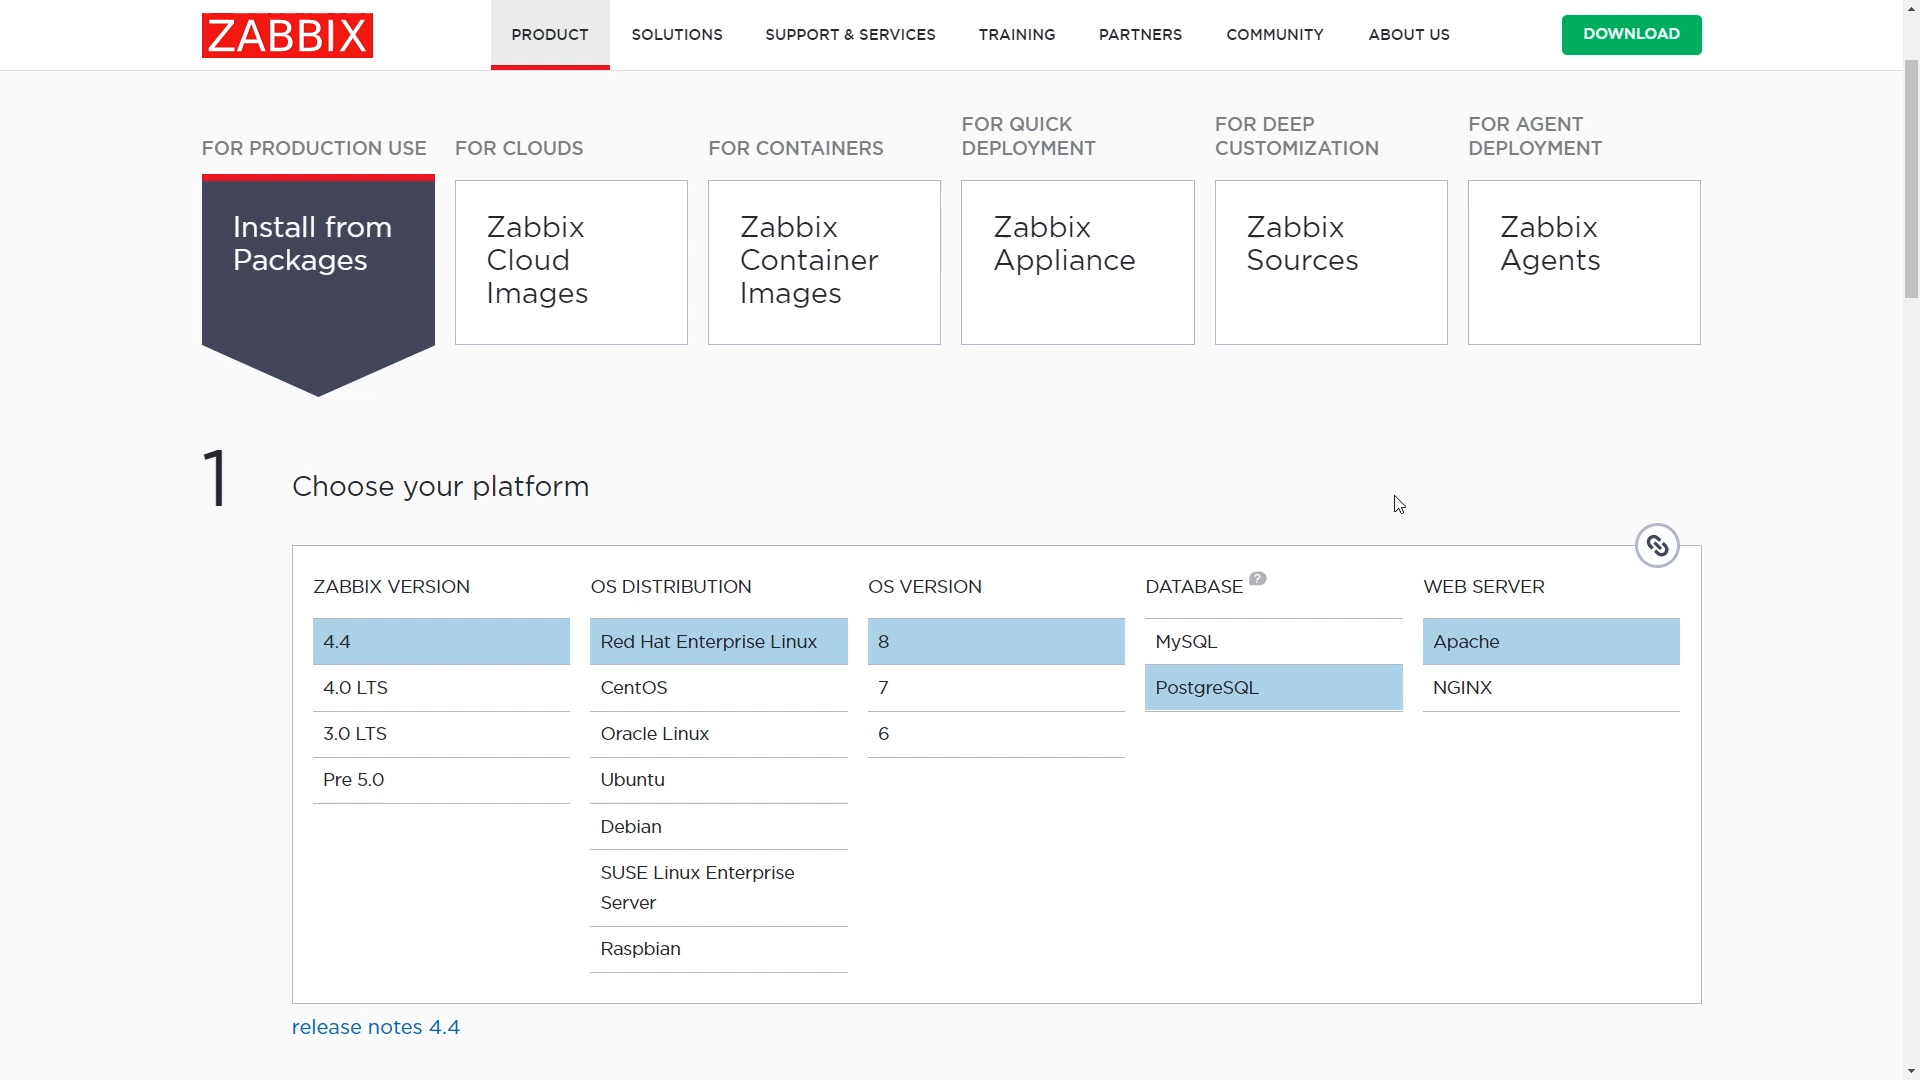 ZABBIX
PRODUCT
SOLUTIONS
SUPPORT & SERVICES
TRAINING
PARTNERS
COMMUNITY
ABOUT US
DOWNLOAD
FOR PRODUCTION USE
FOR CLOUDS
FOR CONTAINERS
FOR QUICK
DEPLOYMENT
FOR DEEP
CUSTOMIZATION
FOR AGENT
DEPLOYMENT
Install from
Packages
Zabbix
Cloud
Images
Zabbix
Container
Images
Zabbix
Appliance
Zabbix
Sources
Zabbix
Agents
1
Choose your platform
ZABBIX VERSION
4.4
4.0 LTS
3.0 LTS
Pre 5.0
OS DISTRIBUTION
Red Hat Enterprise Linux
CentOS
Oracle Linux
Ubuntu
Debian
SUSE Linux Enterprise
Server
Raspbian
OS VERSION
8
7
6
DATABASE ?
MySQL
PostgreSQL
WEB SERVER
Apache
NGINX
release notes 4.4